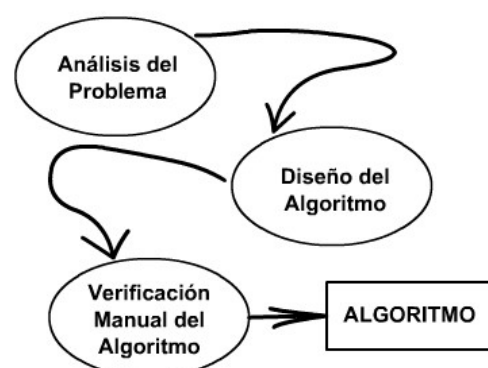 Análisis del
Problema
Diseño del
Algoritmo
Verificación
Manual del
Algoritmo
ALGORITMO